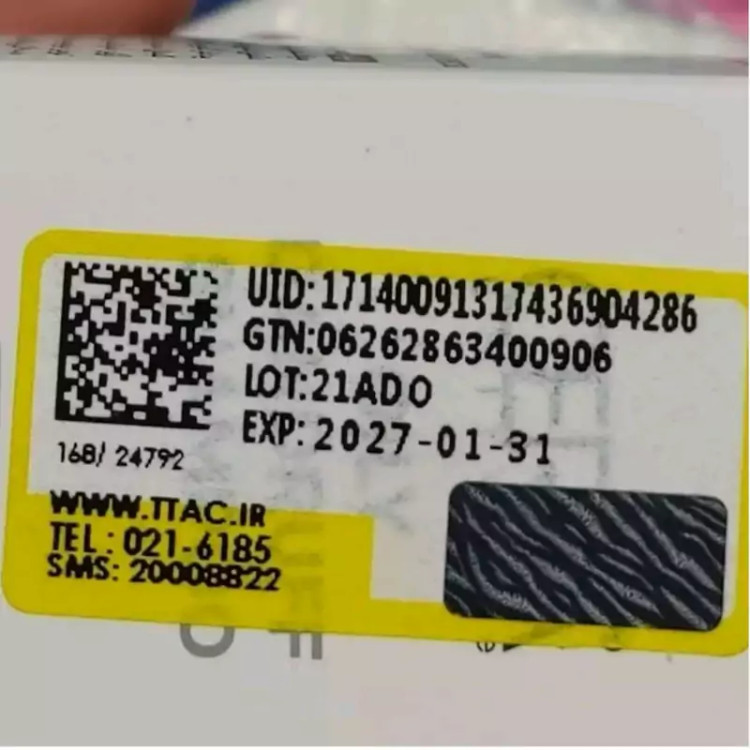 UID:17140091317436904286
GTN:06262863400906
LOT:21ADO
EXP:2027-01-31
168/ 24792
WWW.TTAC.IR
TEL: 021-6185
SMS: 20008822